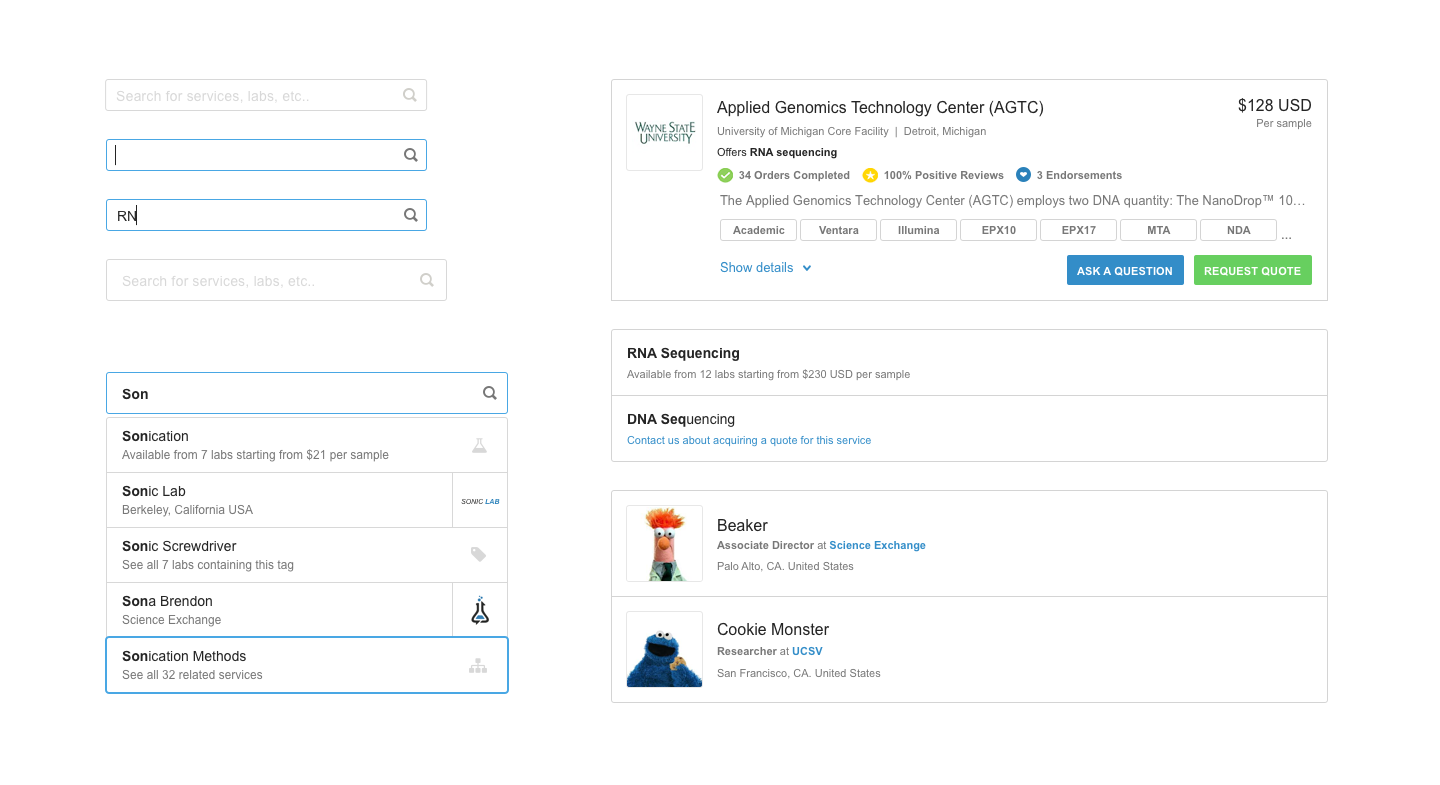 Search for services, labs, etc..
RN
Search for services, labs, etc..
Son
Sonication
Available from 7 labs starting from $21 per sample
Sonic Lab
Berkeley, California USA
SONIC LAB
Sonic Screwdriver
See all 7 labs containing this tag
Sona Brendon
Science Exchange
Sonication Methods
See all 32 related services
WAYNE STATE
UNIVERSITY
Applied Genomics Technology Center (AGTC)
$128 USD
University of Michigan Core Facility | Detroit, Michigan
Per sample
Offers RNA sequencing
34 Orders Completed 100% Positive Reviews 3 Endorsements
The Applied Genomics Technology Center (AGTC) employs two DNA quantity: The NanoDrop™ 10…
Academic Ventara Illumina EPX10 EPX17 MTA NDA ...
Show details ASK A QUESTION REQUEST QUOTE
RNA Sequencing
Available from 12 labs starting from $230 USD per sample
DNA Sequencing
Contact us about acquiring a quote for this service
Beaker
Associate Director at Science Exchange
Palo Alto, CA. United States
Cookie Monster
Researcher at UCSV
San Francisco, CA. United States